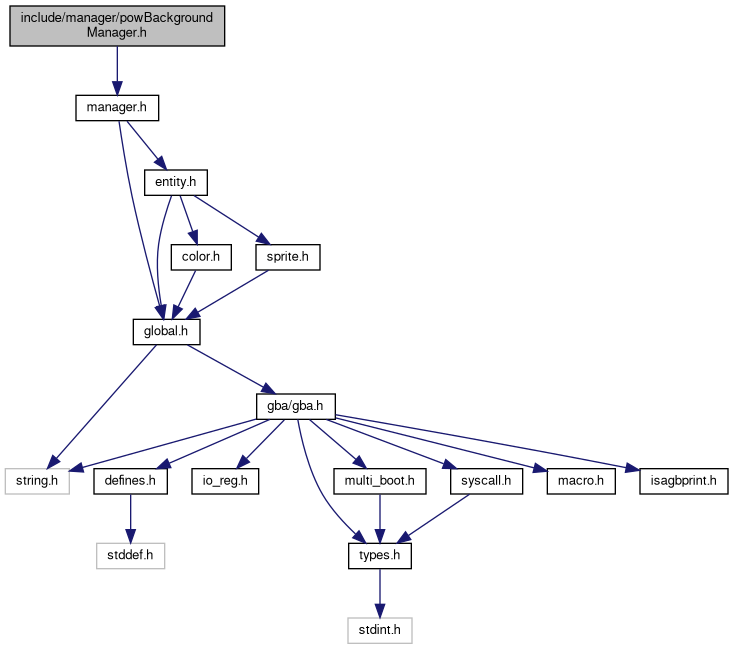 include/manager/powBackground
Manager.h
manager.h
entity.h
color.h
sprite.h
global.h
gba/gba.h
string.h
defines.h
io_reg.h
multi_boot.h
syscall.h
macro.h
isagbprint.h
stddef.h
types.h
stdint.h